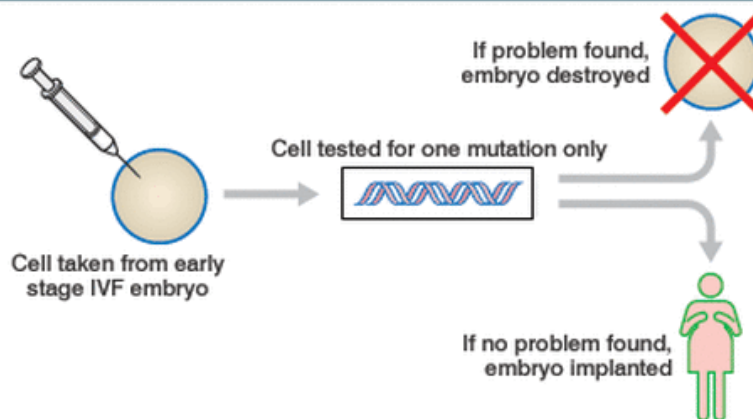 If problem found,
embryo destroyed
Cell tested for one mutation only
Cell taken from early
stage IVF embryo
If no problem found,
embryo implanted